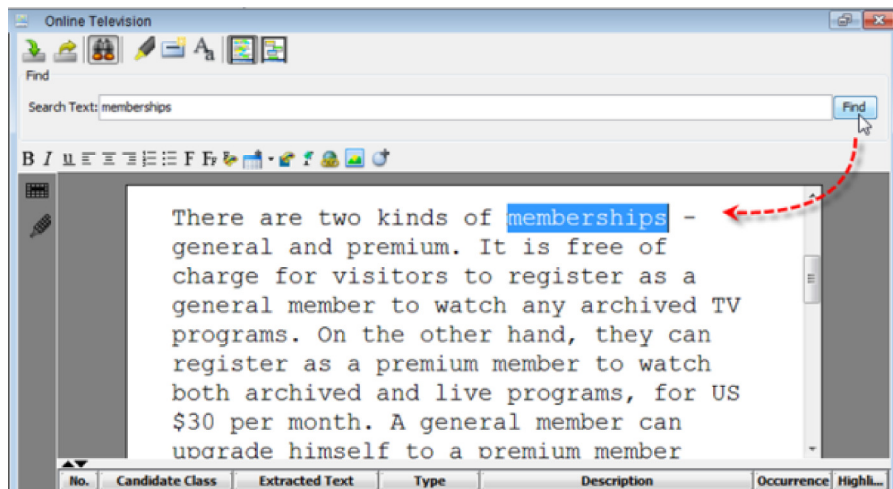 Online Television
Find
Search Text: memberships
Find
B I u F
There are two kinds of memberships –
general and premium. It is free of
charge for visitors to register as a
general member to watch any archived TV
programs. On the other hand, they can
register as a premium member to watch
both archived and live programs, for US
$30 per month. A general member can
upgrade himself to a premium member
No. Candidate Class Extracted Text Type Description Occurrence Highli...